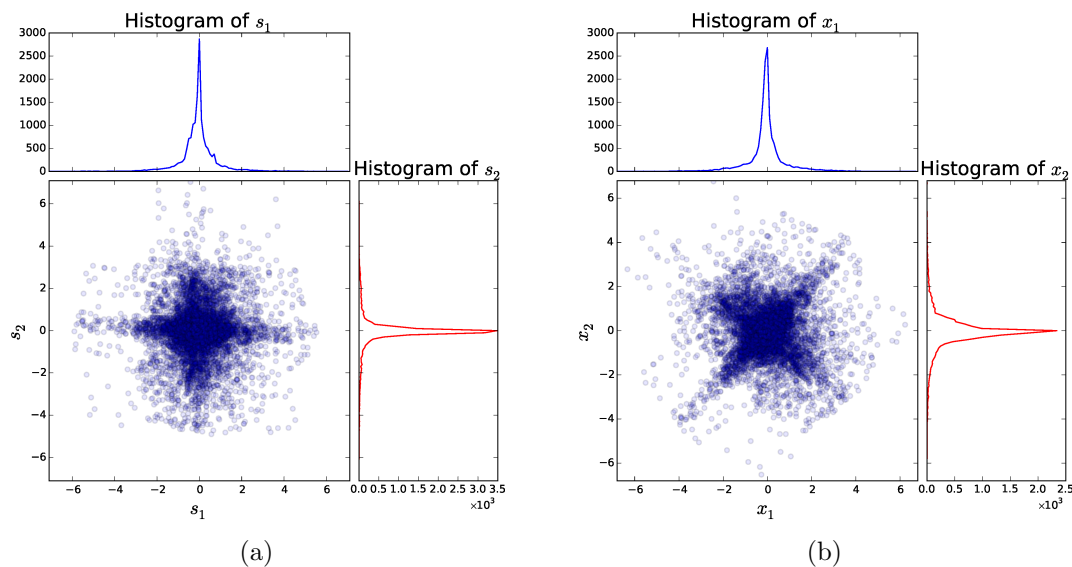 Histogram of s₁
3000
2500
2000
1500
1000
500
0
−6 −4 −2 0 2 4 6
s₁
6
4
2
0
−2
−4
−6
s₂
Histogram of s₂
0.0 0.5 1.0 1.5 2.0 2.5 3.0 3.5
×10³
(a)
Histogram of x₁
3000
2500
2000
1500
1000
500
0
6
4
2
0
−2
−4
−6
x₂
−6 −4 −2 0 2 4 6
x₁
Histogram of x₂
0.0 0.5 1.0 1.5 2.0 2.5
×10³
(b)